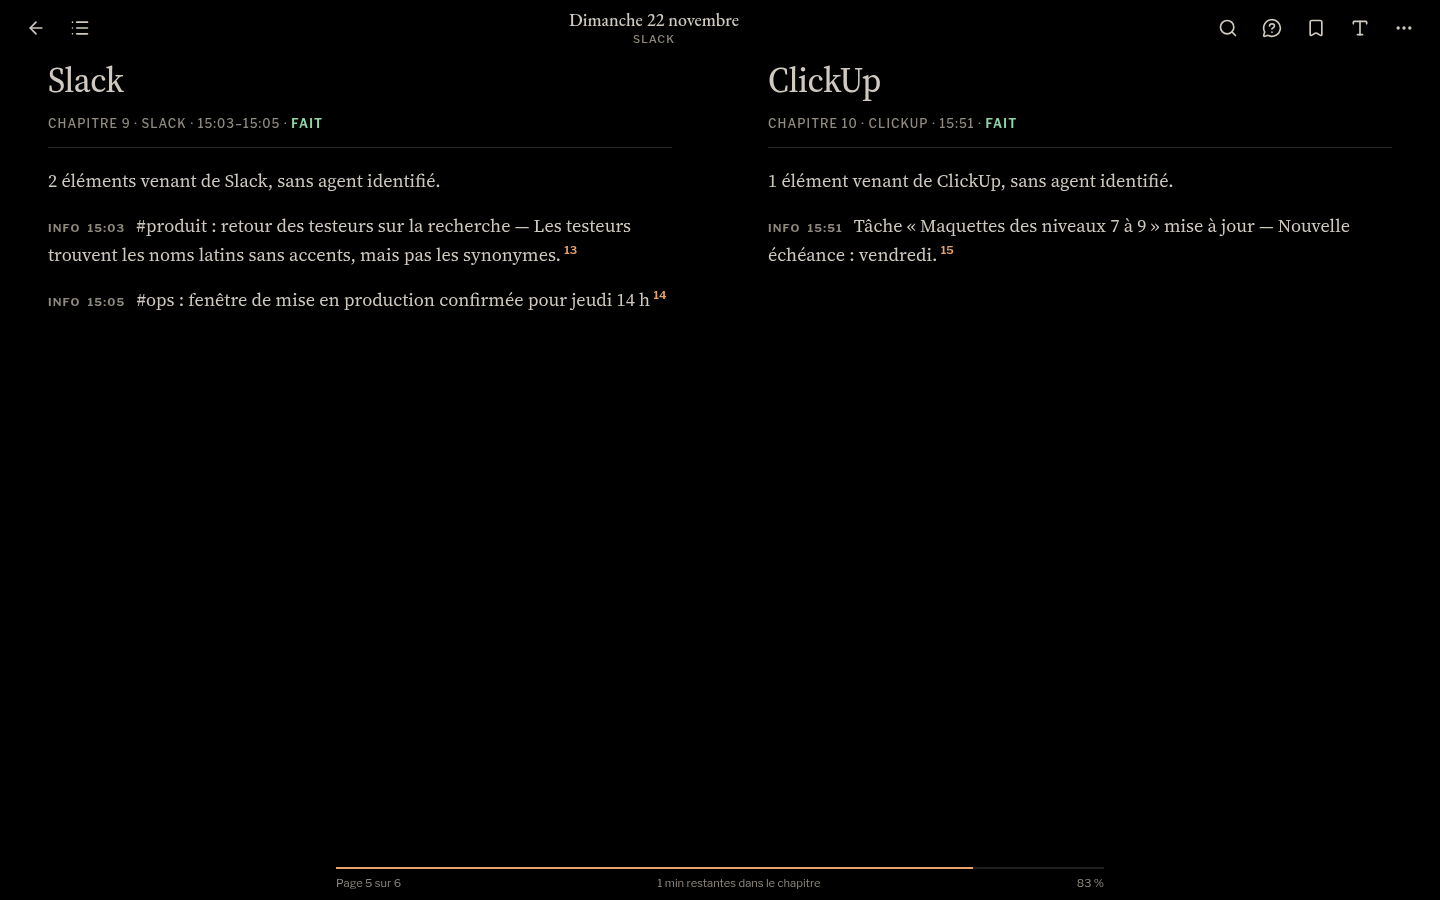 Dimanche 22 novembre
SLACK
Slack
CHAPITRE 9 · SLACK · 15:03–15:05 · FAIT
2 éléments venant de Slack, sans agent identifié.
INFO 15:03 #produit : retour des testeurs sur la recherche — Les testeurs
trouvent les noms latins sans accents, mais pas les synonymes. 13
INFO 15:05 #ops : fenêtre de mise en production confirmée pour jeudi 14 h 14
ClickUp
CHAPITRE 10 · CLICKUP · 15:51 · FAIT
1 élément venant de ClickUp, sans agent identifié.
INFO 15:51 Tâche « Maquettes des niveaux 7 à 9 » mise à jour — Nouvelle
échéance : vendredi. 15
Page 5 sur 6
1 min restantes dans le chapitre
83 %